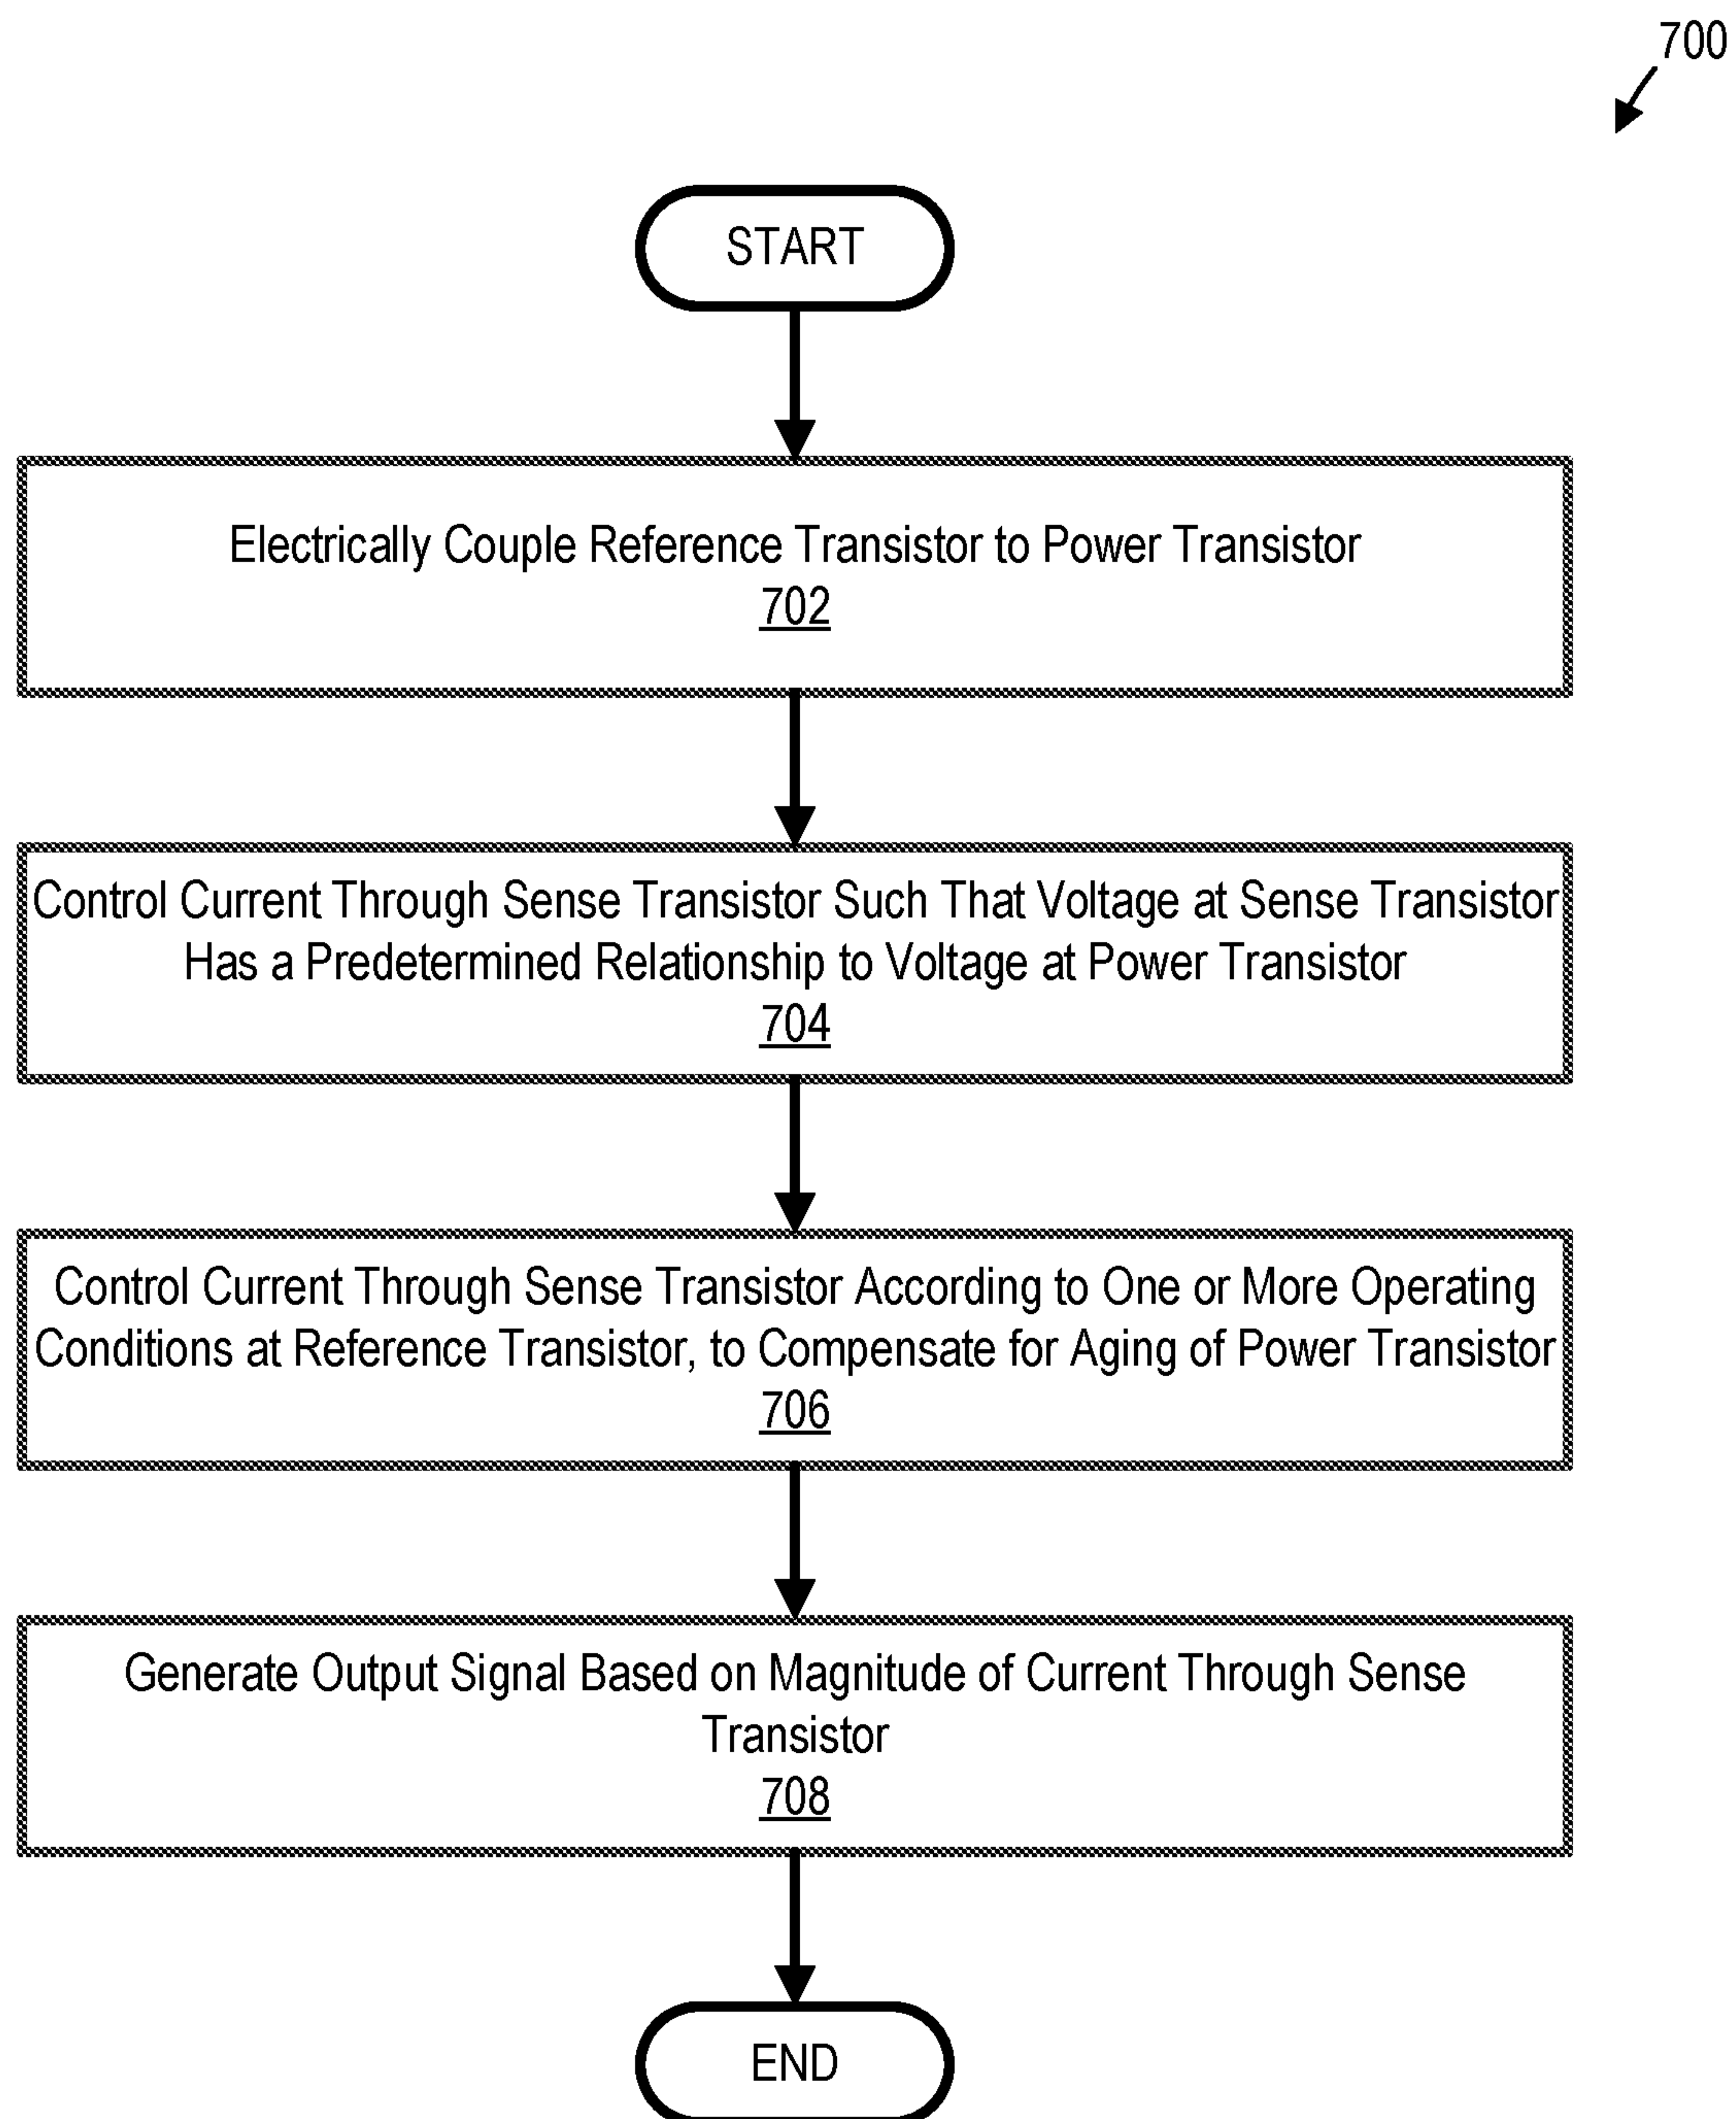 700
START
Electrically Couple Reference Transistor to Power Transistor
702
Control Current Through Sense Transistor Such That Voltage at Sense Transistor
Has a Predetermined Relationship to Voltage at Power Transistor
704
Control Current Through Sense Transistor According to One or More Operating
Conditions at Reference Transistor, to Compensate for Aging of Power Transistor
706
Generate Output Signal Based on Magnitude of Current Through Sense
Transistor
708
END